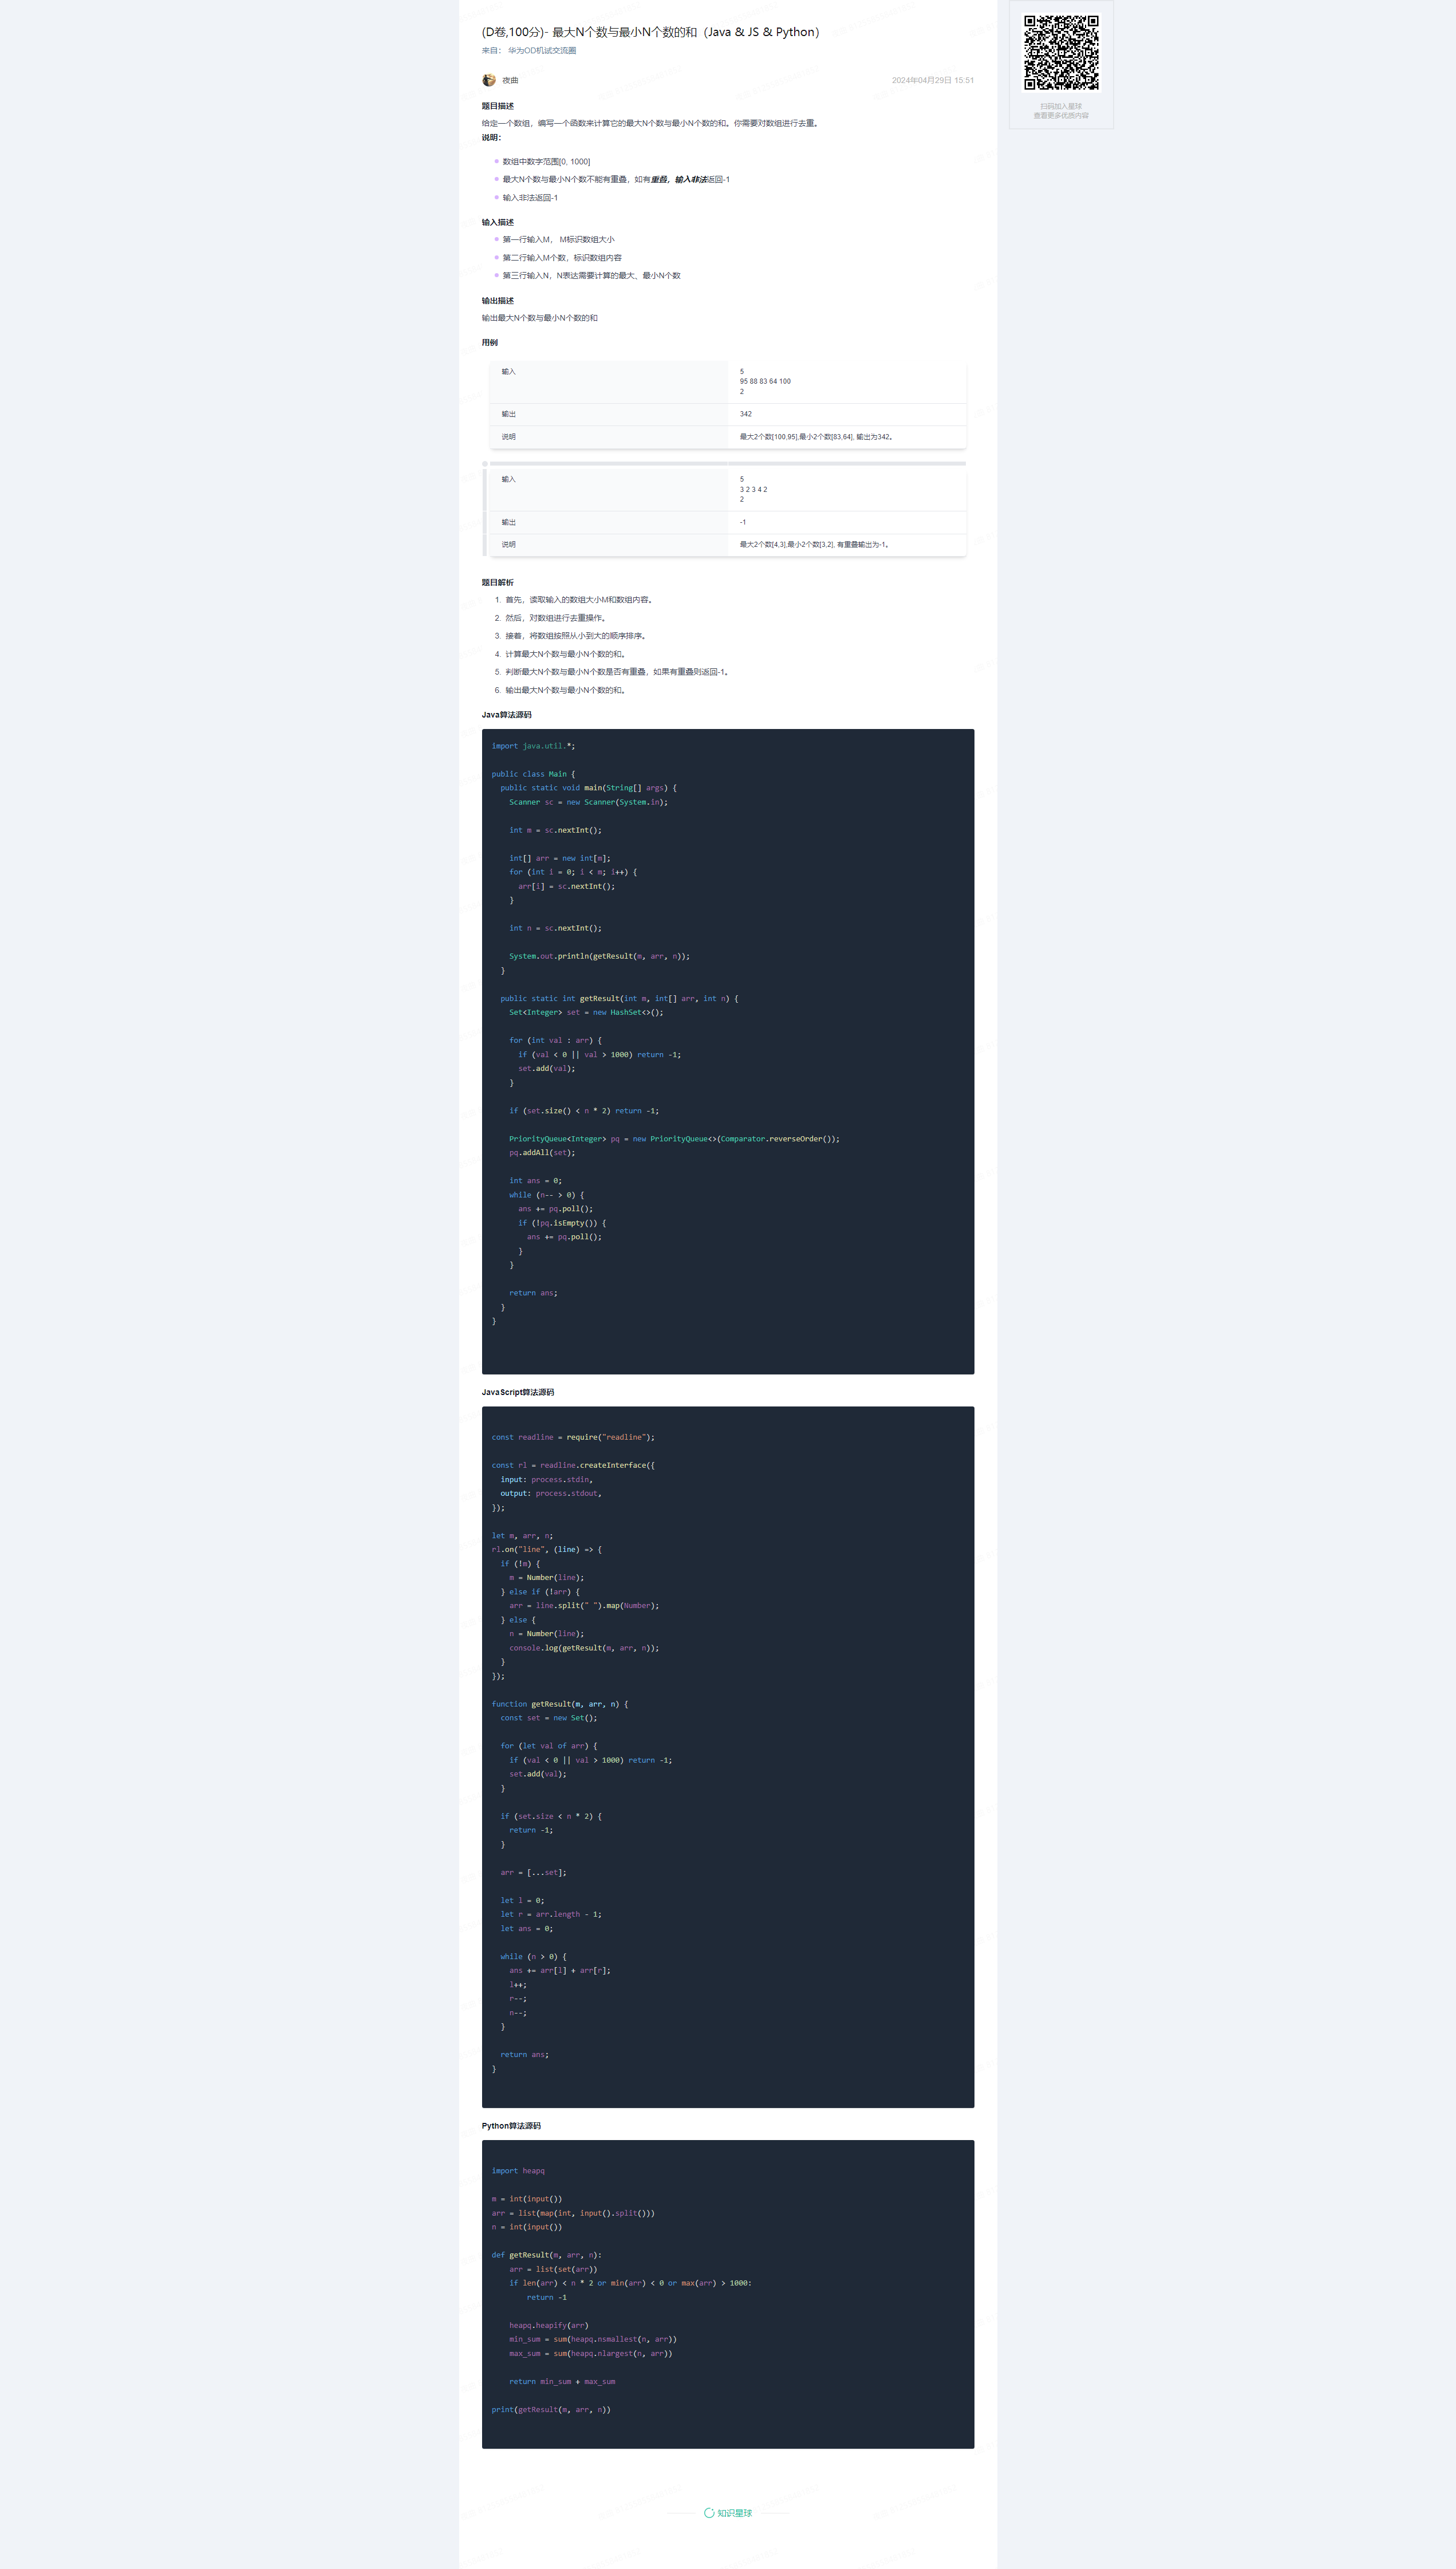 (D卷,100分)- 最大N个数与最小N个数的和（Java & JS & Python）
来自： 华为OD机试交流圈
夜曲
2024年04月29日 15:51
扫码加入星球
查看更多优质内容
题目描述
给定一个数组，编写一个函数来计算它的最大N个数与最小N个数的和。你需要对数组进行去重。
说明：
数组中数字范围[0, 1000]
最大N个数与最小N个数不能有重叠，如有重叠，输入非法返回-1
输入非法返回-1
输入描述
第一行输入M， M标识数组大小
第二行输入M个数，标识数组内容
第三行输入N，N表达需要计算的最大、最小N个数
输出描述
输出最大N个数与最小N个数的和
用例
输入
5
95 88 83 64 100
2
输出
342
说明
最大2个数[100,95],最小2个数[83,64], 输出为342。
输入
5
3 2 3 4 2
2
输出
-1
说明
最大2个数[4,3],最小2个数[3,2], 有重叠输出为-1。
题目解析
1. 首先，读取输入的数组大小M和数组内容。
2. 然后，对数组进行去重操作。
3. 接着，将数组按照从小到大的顺序排序。
4. 计算最大N个数与最小N个数的和。
5. 判断最大N个数与最小N个数是否有重叠，如果有重叠则返回-1。
6. 输出最大N个数与最小N个数的和。
Java算法源码
import java.util.*;
public class Main {
public static void main(String[] args) {
Scanner sc = new Scanner(System.in);
int m = sc.nextInt();
int[] arr = new int[m];
for (int i = 0; i < m; i++) {
arr[i] = sc.nextInt();
}
int n = sc.nextInt();
System.out.println(getResult(m, arr, n));
}
public static int getResult(int m, int[] arr, int n) {
Set<Integer> set = new HashSet<>();
for (int val : arr) {
if (val < 0 || val > 1000) return -1;
set.add(val);
}
if (set.size() < n * 2) return -1;
PriorityQueue<Integer> pq = new PriorityQueue<>(Comparator.reverseOrder());
pq.addAll(set);
int ans = 0;
while (n-- > 0) {
ans += pq.poll();
if (!pq.isEmpty()) {
ans += pq.poll();
}
}
return ans;
}
}
JavaScript算法源码
const readline = require("readline");
const rl = readline.createInterface({
input: process.stdin,
output: process.stdout,
});
let m, arr, n;
rl.on("line", (line) => {
if (!m) {
m = Number(line);
} else if (!arr) {
arr = line.split(" ").map(Number);
} else {
n = Number(line);
console.log(getResult(m, arr, n));
}
});
function getResult(m, arr, n) {
const set = new Set();
for (let val of arr) {
if (val < 0 || val > 1000) return -1;
set.add(val);
}
if (set.size < n * 2) {
return -1;
}
arr = [...set];
let l = 0;
let r = arr.length - 1;
let ans = 0;
while (n > 0) {
ans += arr[l] + arr[r];
l++;
r--;
n--;
}
return ans;
}
Python算法源码
import heapq
m = int(input())
arr = list(map(int, input().split()))
n = int(input())
def getResult(m, arr, n):
arr = list(set(arr))
if len(arr) < n * 2 or min(arr) < 0 or max(arr) > 1000:
return -1
heapq.heapify(arr)
min_sum = sum(heapq.nsmallest(n, arr))
max_sum = sum(heapq.nlargest(n, arr))
return min_sum + max_sum
print(getResult(m, arr, n))
知识星球